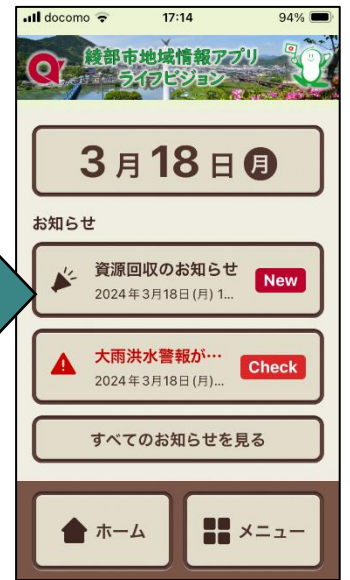 docomo 17:14 94%
綾部市地域情報アプリ
ライフビジョン
3月18日 月
お知らせ
資源回収のお知らせ
2024年3月18日(月) 1...
New
大雨洪水警報が…
2024年3月18日(月)...
Check
すべてのお知らせを見る
ホーム メニュー